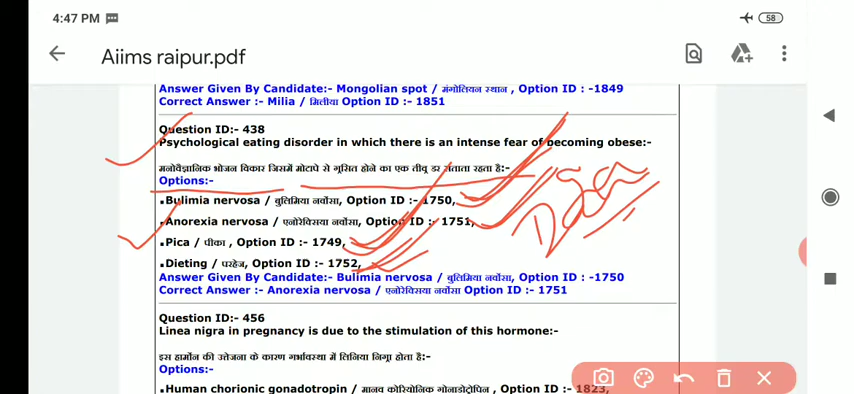 4:47 PM
58
Aiims raipur.pdf
Answer Given By Candidate:- Mongolian spot / मंगोलियन स्थान , Option ID : -1849
Correct Answer :- Milia / मिलीया Option ID :- 1851
Question ID:- 438
Psychological eating disorder in which there is an intense fear of becoming obese:-
मनोवैज्ञानिक भोजन विकार जिसमें मोटापे से गृसित होने का एक तीवृ डर सताता रहता है:-
Options:-
Bulimia nervosa / बुलिमिया नर्वोसा, Option ID :- 1750,
Anorexia nervosa / एनोरेक्सिया नर्वोसा, Option ID :- 1751,
Pica / पीका , Option ID :- 1749,
Dieting / परहेज, Option ID :- 1752,
Answer Given By Candidate:- Bulimia nervosa / बुलिमिया नर्वोसा, Option ID : -1750
Correct Answer :- Anorexia nervosa / एनोरेक्सिया नर्वोसा Option ID :- 1751
Question ID:- 456
Linea nigra in pregnancy is due to the stimulation of this hormone:-
इस हार्मोन की उत्तेजना के कारण गर्भावस्था में लिनिया निगृा होता है:-
Options:-
Human chorionic gonadotropin / मानव कोरियोनिक गोनाडोट्रोपिन , Option ID :- 1823,